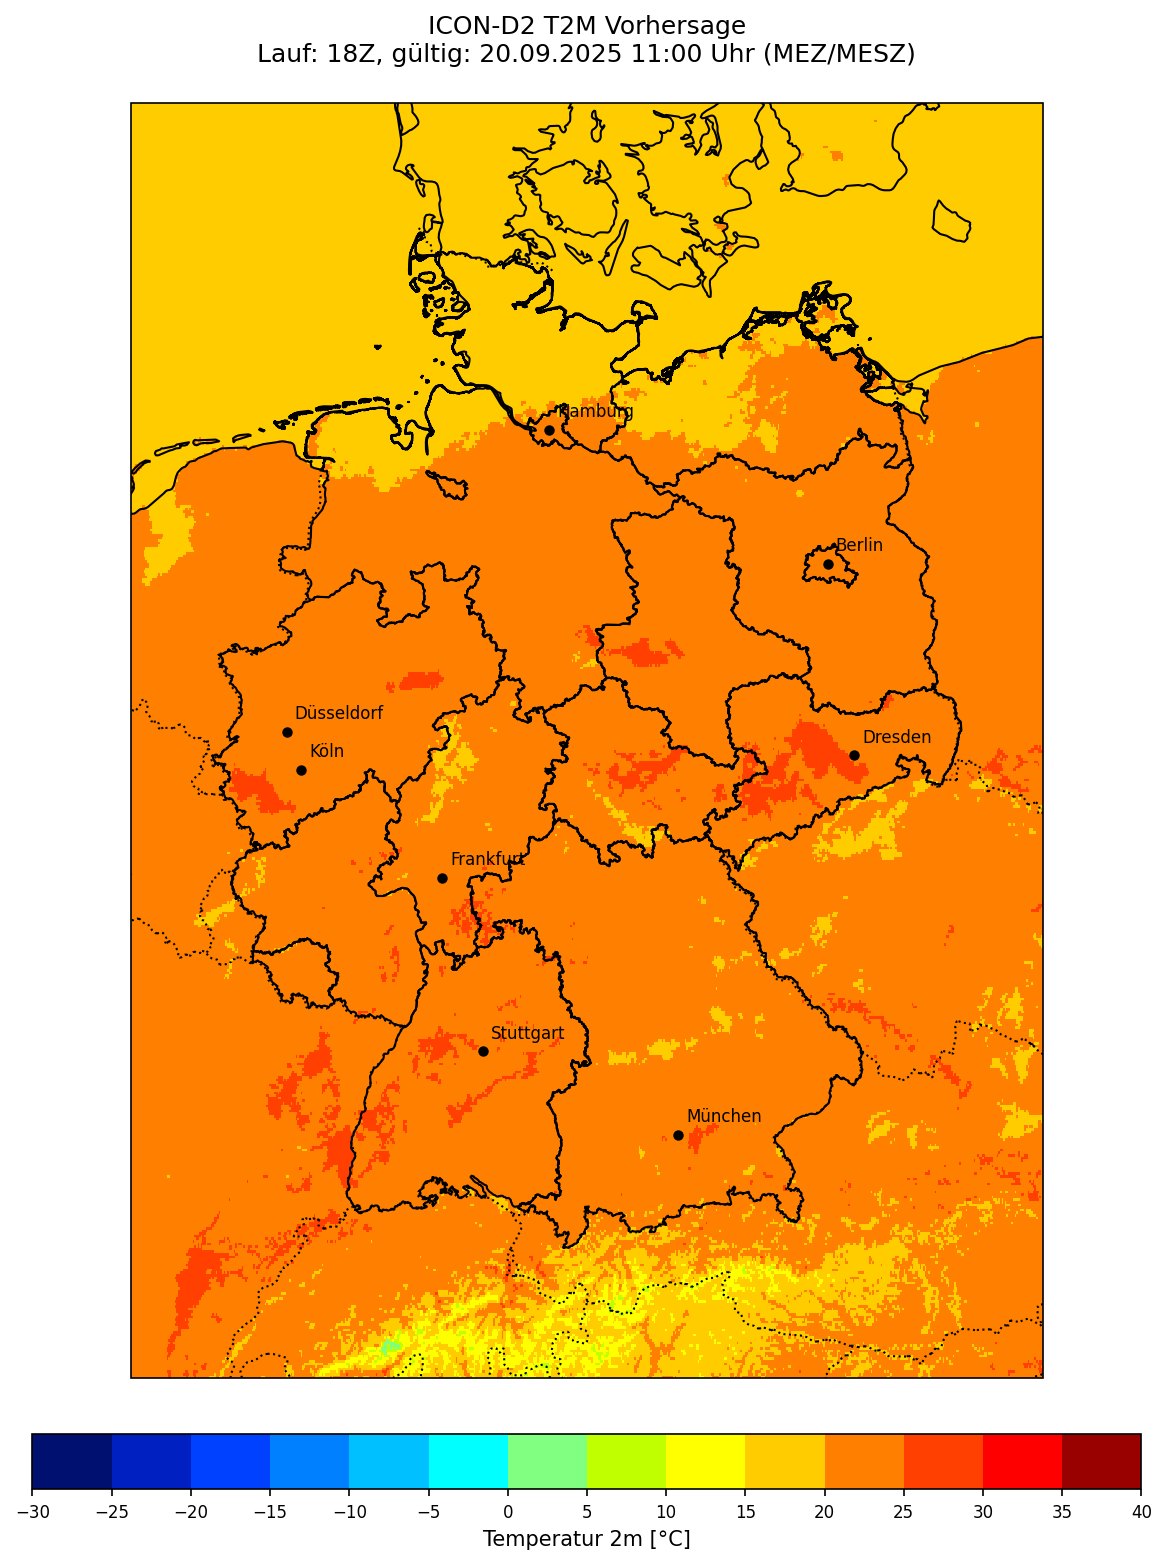 ICON-D2 T2M Vorhersage
Lauf: 18Z, gültig: 20.09.2025 11:00 Uhr (MEZ/MESZ)
Hamburg
Berlin
Düsseldorf
Dresden
Köln
Frankfurt
Stuttgart
München
−30 −25 −20 −15 −10 −5 0 5 10 15 20 25 30 35 40
Temperatur 2m [°C]